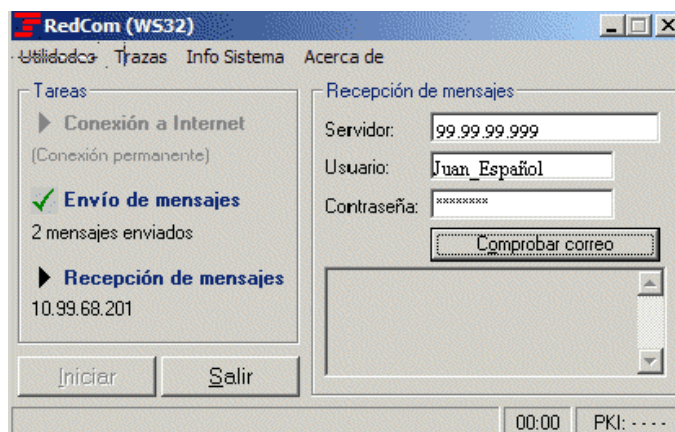 RedCom (WS32)
Utilidades Trazas Info Sistema Acerca de
Tareas
Conexión a Internet
(Conexión permanente)
Envío de mensajes
2 mensajes enviados
Recepción de mensajes
10.99.68.201
Iniciar Salir
Recepción de mensajes
Servidor: 99.99.99.999
Usuario: Juan_Español
Contraseña: ********
Comprobar correo
00:00 PKI: - - - -